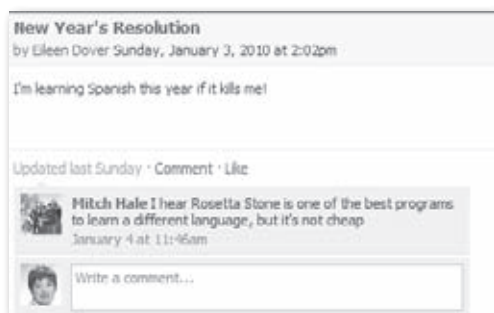 New Year's Resolution
by Eileen Dover Sunday, January 3, 2010 at 2:02pm
I'm learning Spanish this year if it kills me!
Updated last Sunday · Comment · Like
Mitch Hale I hear Rosetta Stone is one of the best programs
to learn a different language, but it's not cheap
January 4 at 11:46am
Write a comment...